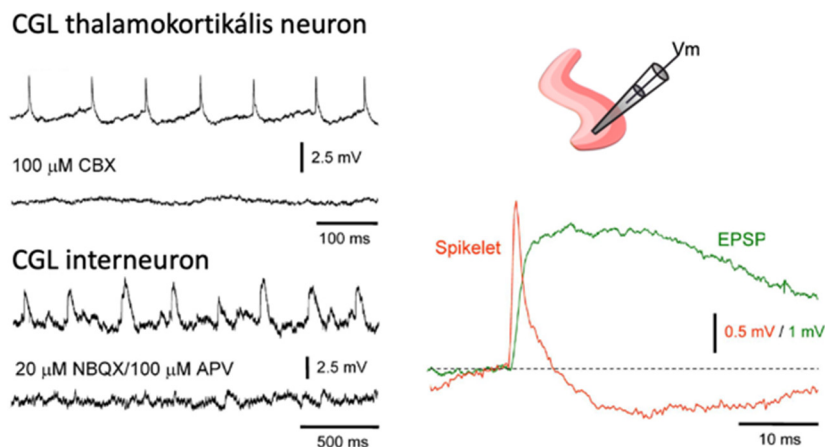 CGL thalamokortikális neuron
2.5 mV
100 μM CBX
100 ms
CGL interneuron
20 μM NBQX/100 μM APV
2.5 mV
500 ms
Vm
Spikelet
EPSP
0.5 mV / 1 mV
10 ms